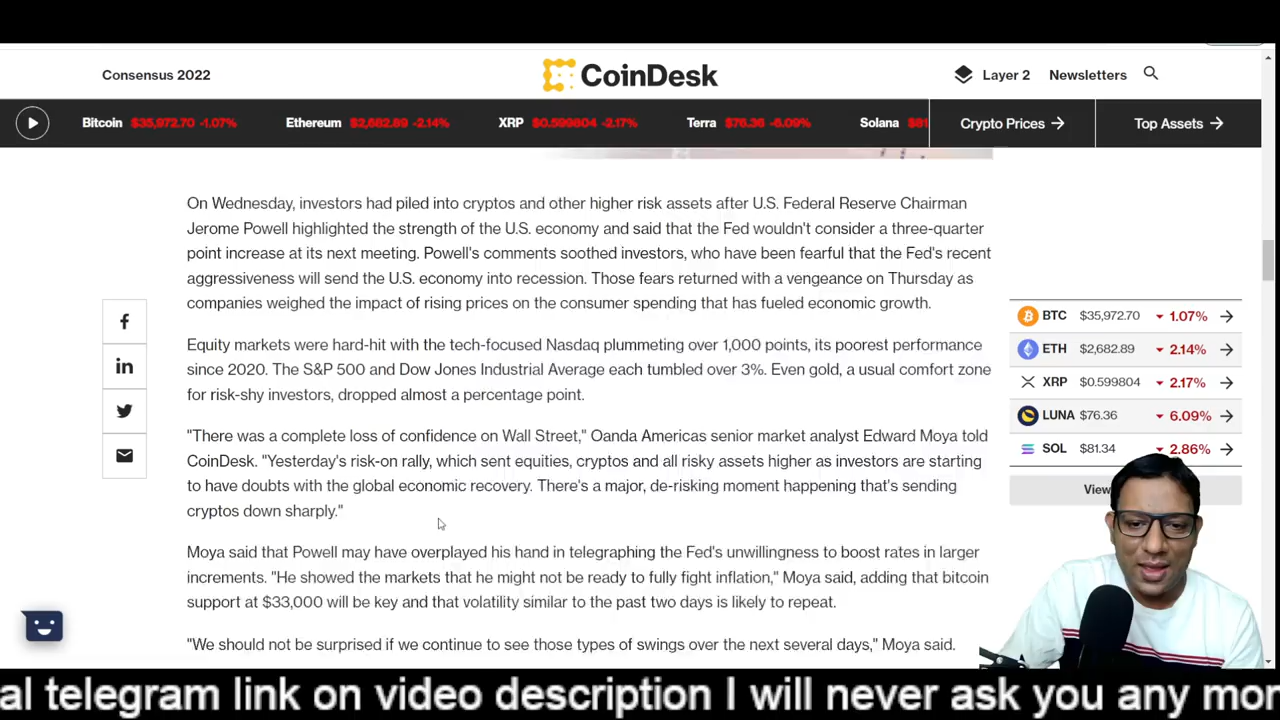 Consensus 2022
CoinDesk
Layer 2
Newsletters
Bitcoin $35,972.70 -1.07%
Ethereum $2,682.89 -2.14%
XRP $0.599804 -2.17%
Terra $76.36 -6.09%
Solana $81
Crypto Prices →
Top Assets →
On Wednesday, investors had piled into cryptos and other higher risk assets after U.S. Federal Reserve Chairman
Jerome Powell highlighted the strength of the U.S. economy and said that the Fed wouldn't consider a three-quarter
point increase at its next meeting. Powell's comments soothed investors, who have been fearful that the Fed's recent
aggressiveness will send the U.S. economy into recession. Those fears returned with a vengeance on Thursday as
companies weighed the impact of rising prices on the consumer spending that has fueled economic growth.
Equity markets were hard-hit with the tech-focused Nasdaq plummeting over 1,000 points, its poorest performance
since 2020. The S&P 500 and Dow Jones Industrial Average each tumbled over 3%. Even gold, a usual comfort zone
for risk-shy investors, dropped almost a percentage point.
"There was a complete loss of confidence on Wall Street," Oanda Americas senior market analyst Edward Moya told
CoinDesk. "Yesterday's risk-on rally, which sent equities, cryptos and all risky assets higher as investors are starting
to have doubts with the global economic recovery. There's a major, de-risking moment happening that's sending
cryptos down sharply."
Moya said that Powell may have overplayed his hand in telegraphing the Fed's unwillingness to boost rates in larger
increments. "He showed the markets that he might not be ready to fully fight inflation," Moya said, adding that bitcoin
support at $33,000 will be key and that volatility similar to the past two days is likely to repeat.
"We should not be surprised if we continue to see those types of swings over the next several days," Moya said.
BTC $35,972.70 1.07% →
ETH $2,682.89 2.14% →
XRP $0.599804 2.17% →
LUNA $76.36 6.09% →
SOL $81.34 2.86% →
View
al telegram link on video description I will never ask you any mon